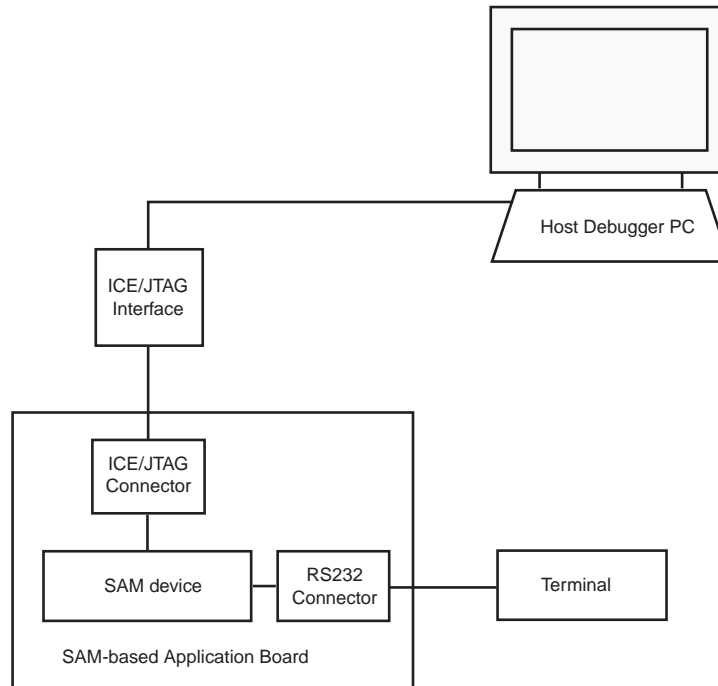 Host Debugger PC
ICE/JTAG
Interface
ICE/JTAG
Connector
SAM device
RS232
Connector
Terminal
SAM-based Application Board